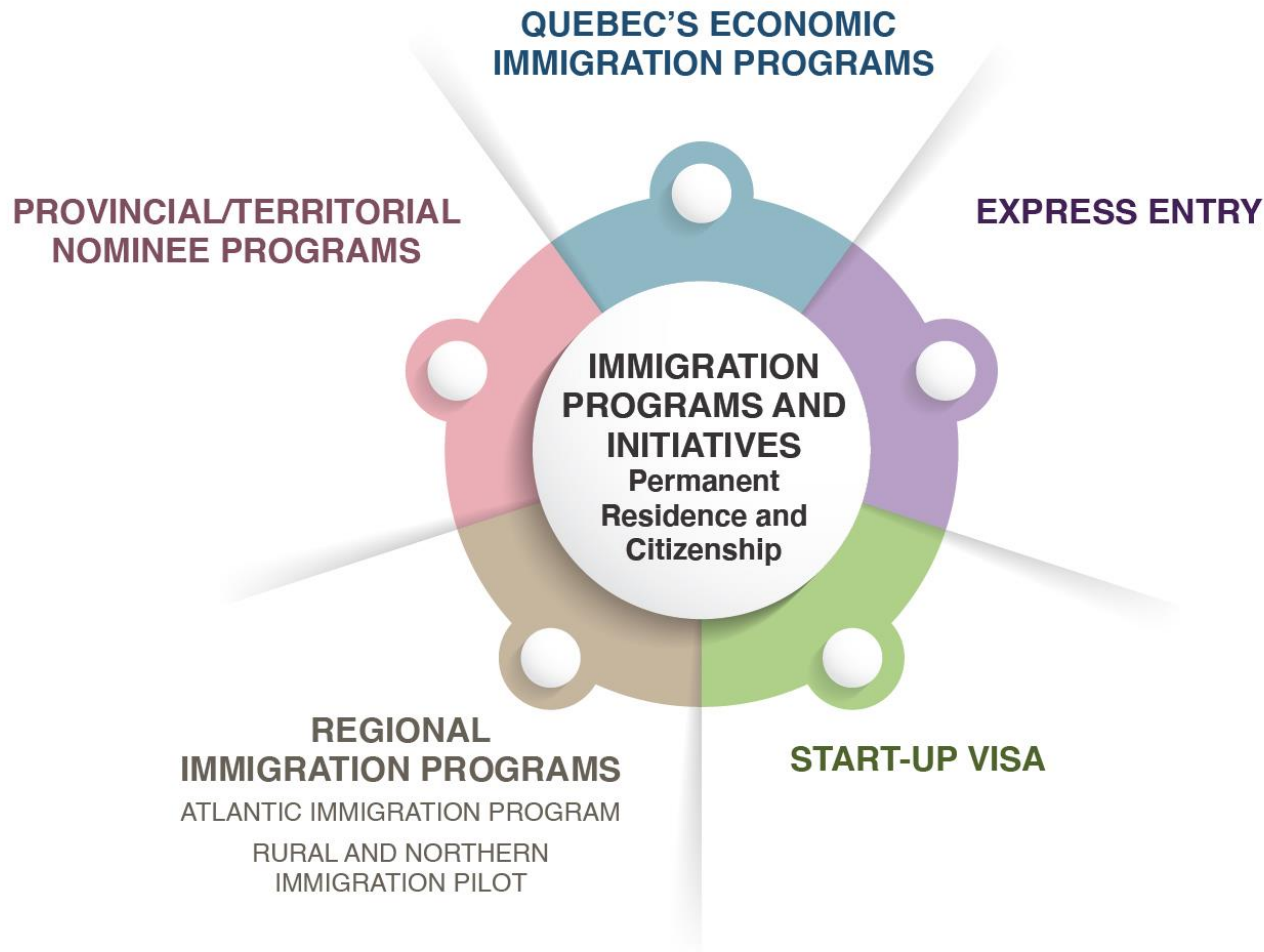 QUEBEC'S ECONOMIC
IMMIGRATION PROGRAMS
PROVINCIAL/TERRITORIAL
NOMINEE PROGRAMS
EXPRESS ENTRY
IMMIGRATION
PROGRAMS AND
INITIATIVES
Permanent
Residence and
Citizenship
REGIONAL
IMMIGRATION PROGRAMS
ATLANTIC IMMIGRATION PROGRAM
RURAL AND NORTHERN
IMMIGRATION PILOT
START-UP VISA